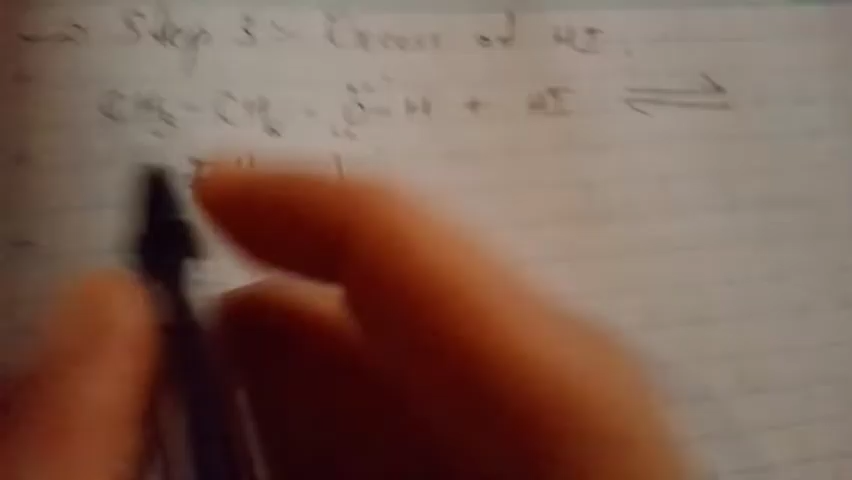 → Step 3 > Excess of HI.
CH₃ - CH₂ - Ö - H + HI ⇌